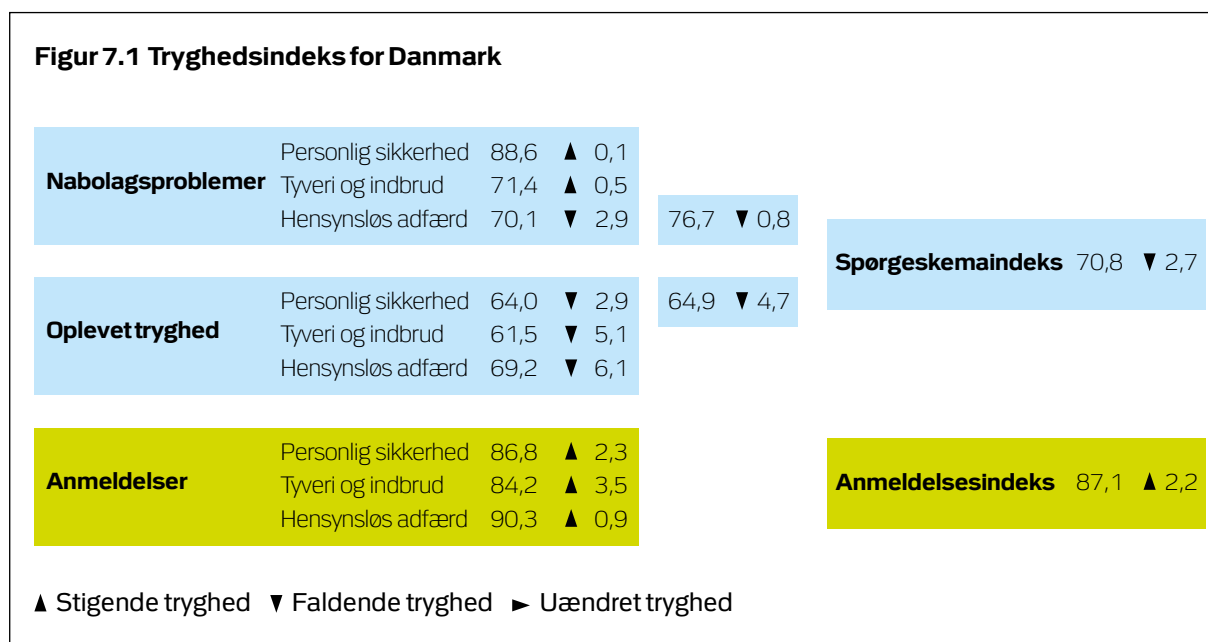 Figur 7.1 Tryghedsindeks for Danmark
Nabolagsproblemer
Personlig sikkerhed 88,6 ▲ 0,1
Tyveri og indbrud 71,4 ▲ 0,5
Hensynsløs adfærd 70,1 ▼ 2,9
76,7 ▼ 0,8
Oplevet tryghed
Personlig sikkerhed 64,0 ▼ 2,9
Tyveri og indbrud 61,5 ▼ 5,1
Hensynsløs adfærd 69,2 ▼ 6,1
64,9 ▼ 4,7
Spørgeskemaindeks 70,8 ▼ 2,7
Anmeldelser
Personlig sikkerhed 86,8 ▲ 2,3
Tyveri og indbrud 84,2 ▲ 3,5
Hensynsløs adfærd 90,3 ▲ 0,9
Anmeldelsesindeks 87,1 ▲ 2,2
▲ Stigende tryghed ▼ Faldende tryghed ► Uændret tryghed